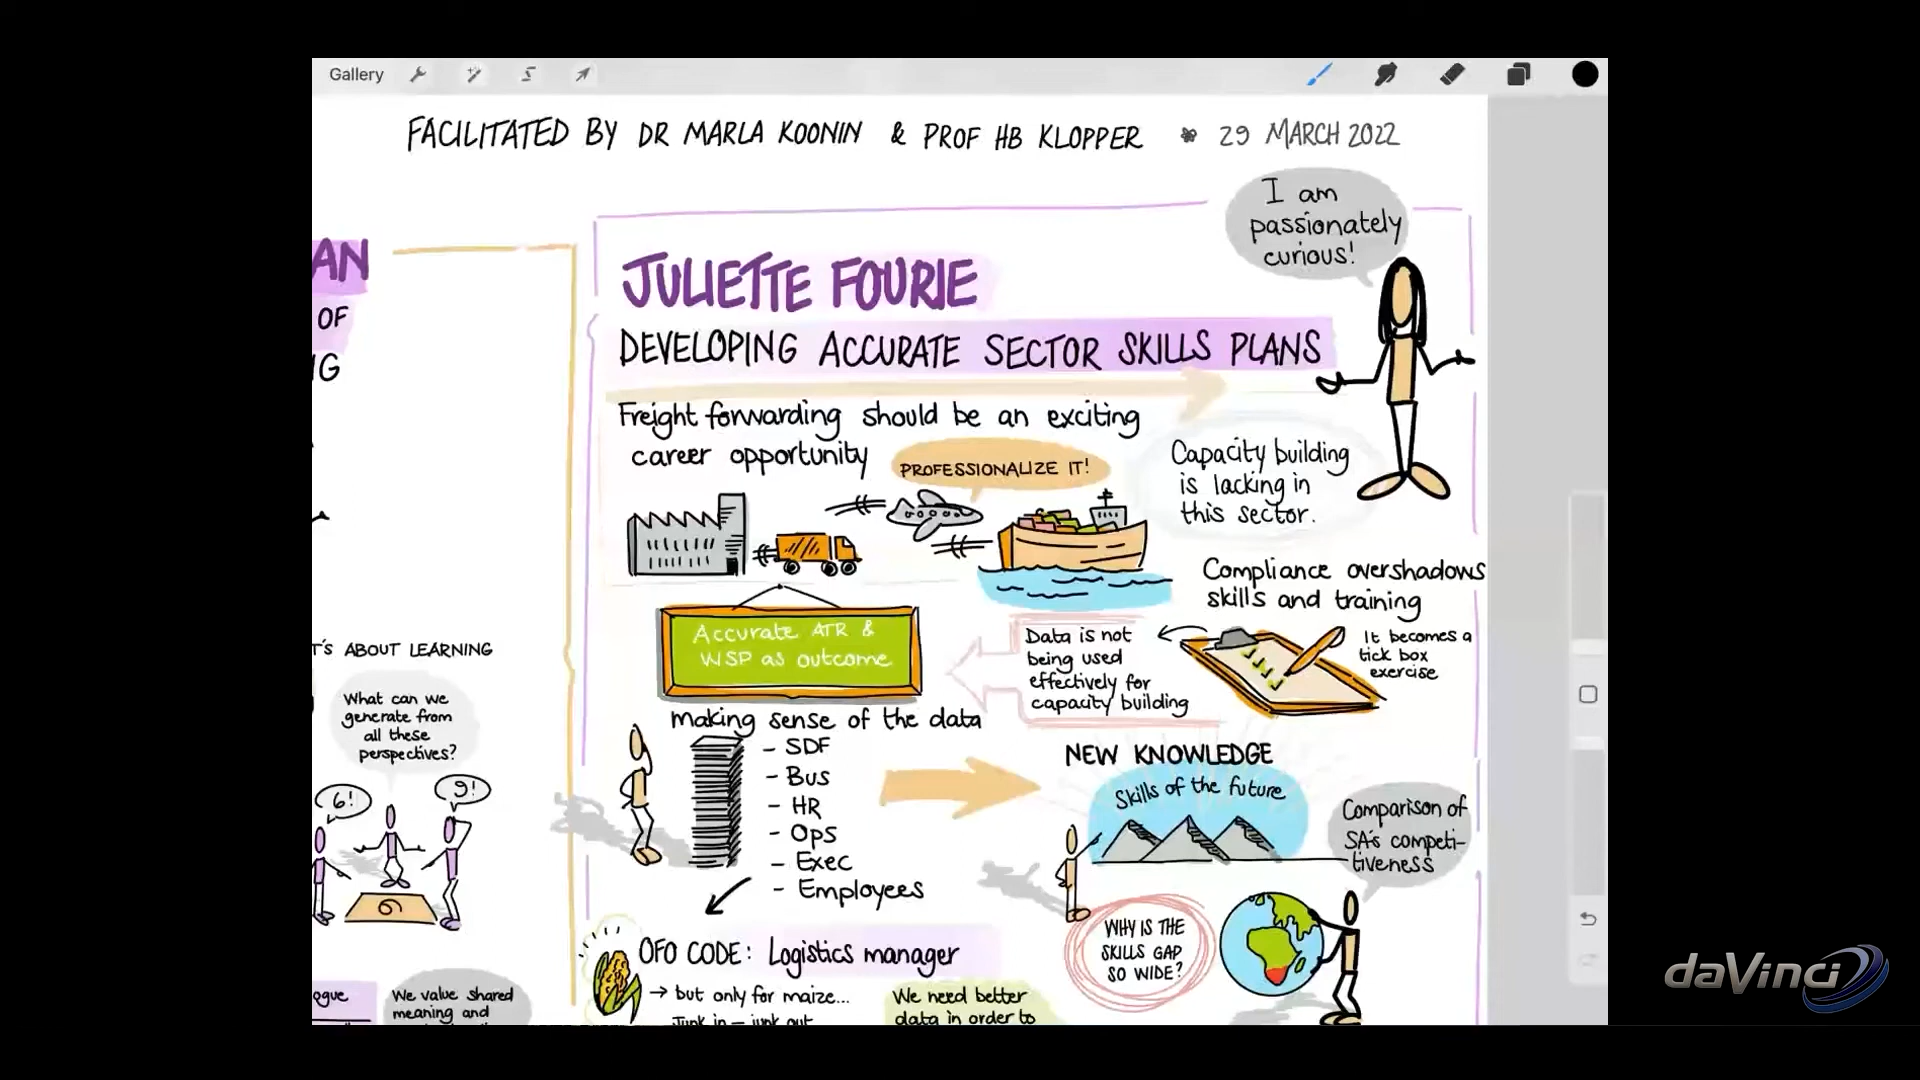 Gallery
FACILITATED BY DR MARLA KOONIN & PROF HB KLOPPER * 29 MARCH 2022
I am
passionately
curious!
AN
OF
JULIETTE FOURIE
DEVELOPING ACCURATE SECTOR SKILLS PLANS
Freight forwarding should be an exciting
career opportunity
PROFESSIONALIZE IT!
Capacity building
is lacking in
this sector.
Compliance overshadows
skills and training
It becomes a
tick box
exercise
Data is not
being used
effectively for
capacity building
Accurate ATR &
WSP as outcome
making sense of the data
- SDF
- Bus
- HR
- Ops
- Exec
- Employees
NEW KNOWLEDGE
Skills of the future
Comparison of
SA's competi-
tiveness
WHY IS THE
SKILLS GAP
SO WIDE?
OFO CODE: Logistics manager
→ but only for maize...
Junk in – junk out
We need better
data in order to
T'S ABOUT LEARNING
What can we
generate from
all these
perspectives?
6!
9!
6
ogue
We value shared
meaning and
daVinci